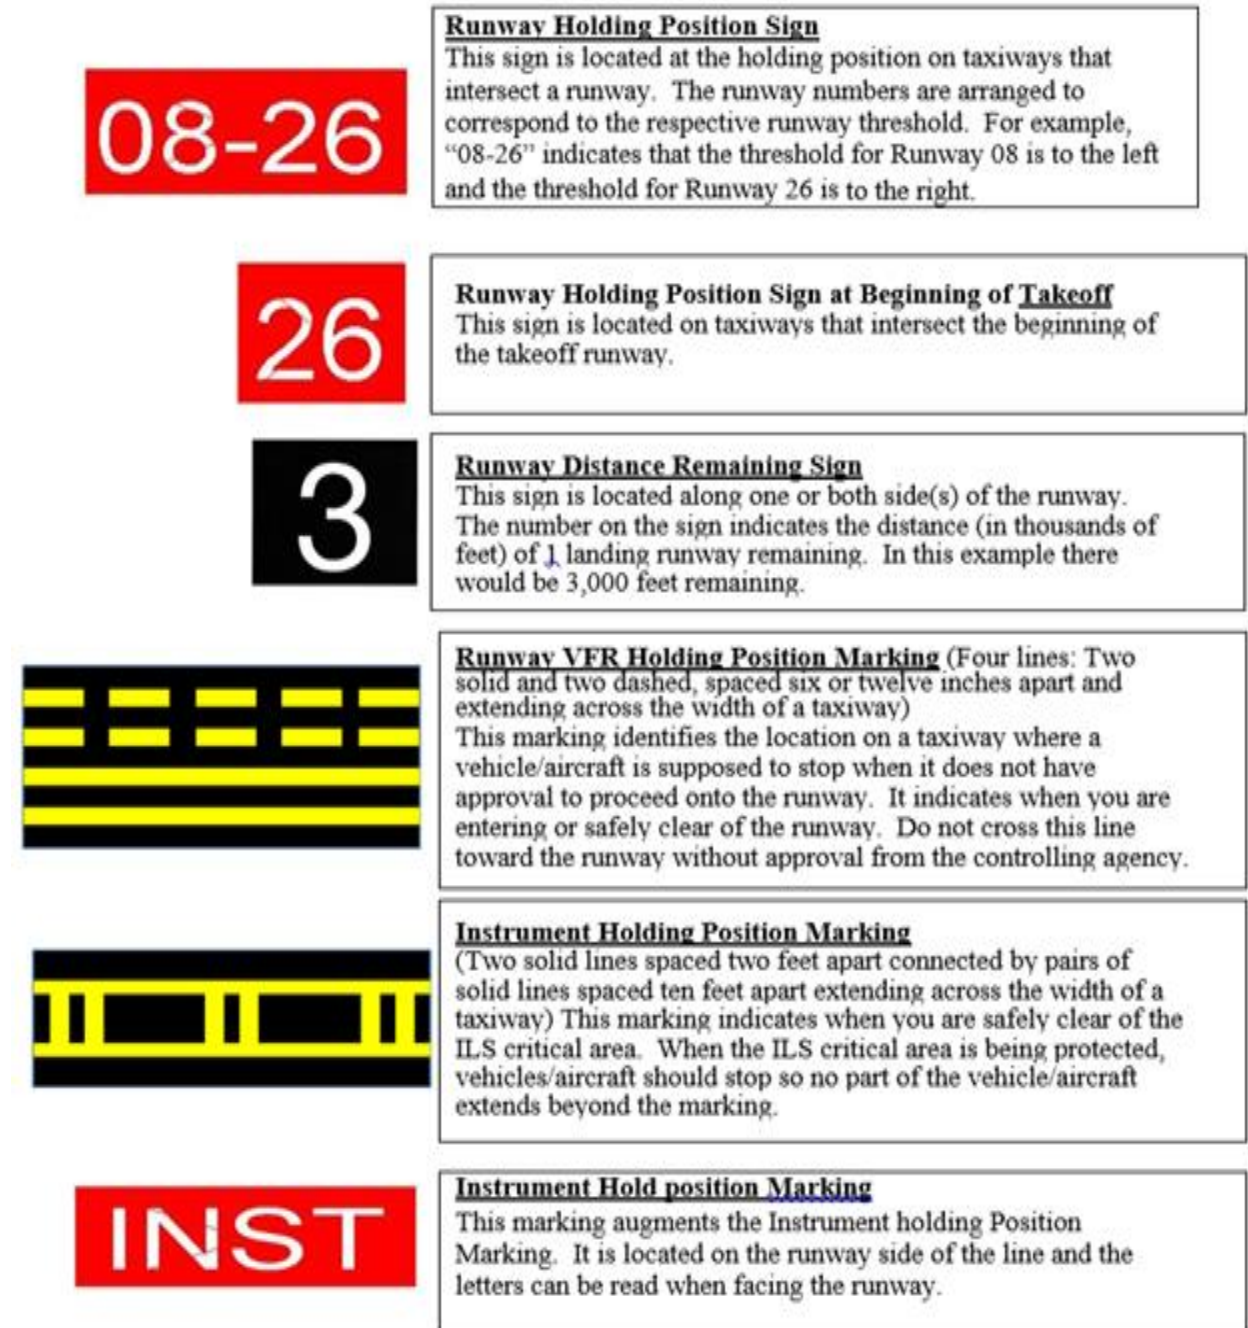 08-26
Runway Holding Position Sign
This sign is located at the holding position on taxiways that
intersect a runway.  The runway numbers are arranged to
correspond to the respective runway threshold.  For example,
“08-26” indicates that the threshold for Runway 08 is to the left
and the threshold for Runway 26 is to the right.
26
Runway Holding Position Sign at Beginning of Takeoff
This sign is located on taxiways that intersect the beginning of
the takeoff runway.
3
Runway Distance Remaining Sign
This sign is located along one or both side(s) of the runway.
The number on the sign indicates the distance (in thousands of
feet) of 1 landing runway remaining.  In this example there
would be 3,000 feet remaining.
Runway VFR Holding Position Marking (Four lines: Two
solid and two dashed, spaced six or twelve inches apart and
extending across the width of a taxiway)
This marking identifies the location on a taxiway where a
vehicle/aircraft is supposed to stop when it does not have
approval to proceed onto the runway.  It indicates when you are
entering or safely clear of the runway.  Do not cross this line
toward the runway without approval from the controlling agency.
Instrument Holding Position Marking
(Two solid lines spaced two feet apart connected by pairs of
solid lines spaced ten feet apart extending across the width of a
taxiway) This marking indicates when you are safely clear of the
ILS critical area.  When the ILS critical area is being protected,
vehicles/aircraft should stop so no part of the vehicle/aircraft
extends beyond the marking.
INST
Instrument Hold position Marking
This marking augments the Instrument holding Position
Marking.  It is located on the runway side of the line and the
letters can be read when facing the runway.